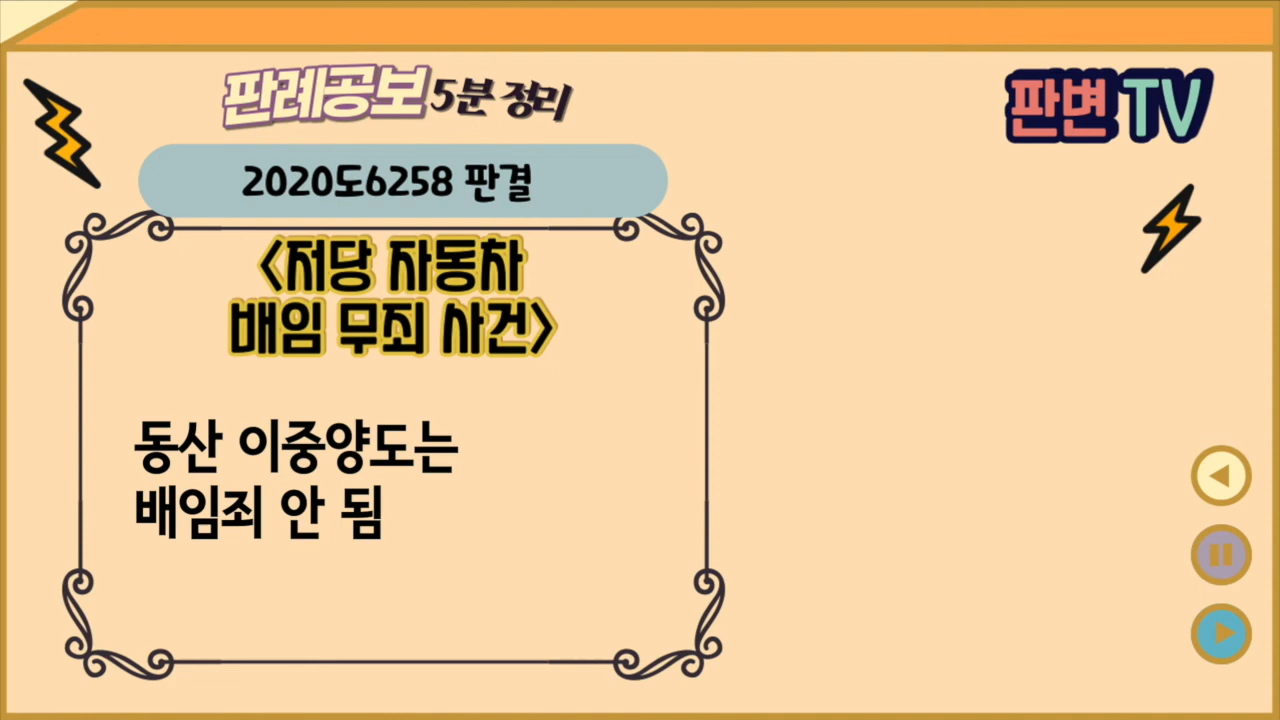 판례공보 5분 정리
판변 TV
2020도6258 판결
<저당 자동차
배임 무죄 사건>
동산 이중양도는
배임죄 안 됨